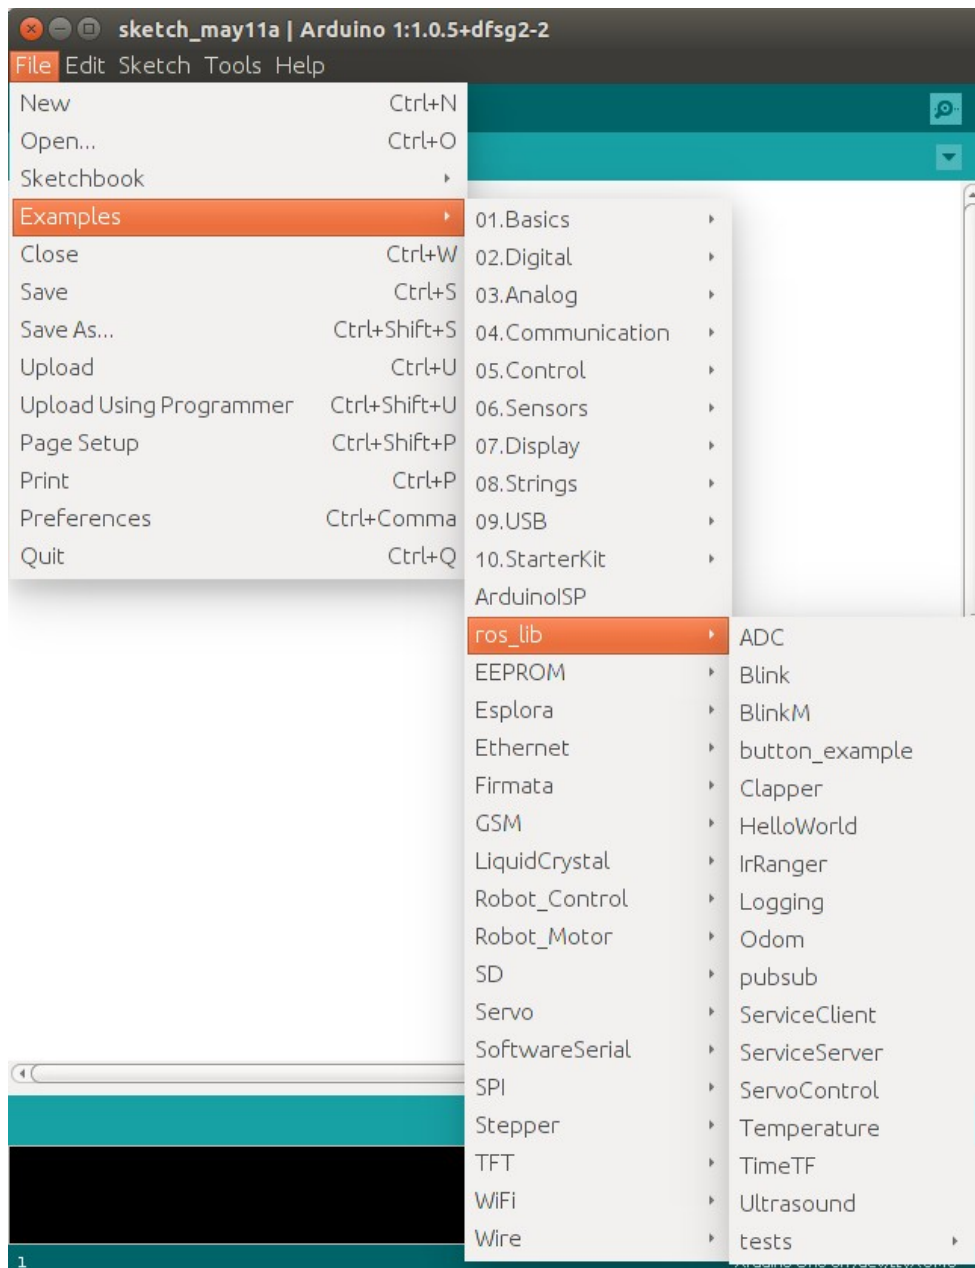 sketch_may11a | Arduino 1:1.0.5+dfsg2-2
File Edit Sketch Tools Help
New Ctrl+N
Open... Ctrl+O
Sketchbook
Examples
Close Ctrl+W
Save Ctrl+S
Save As... Ctrl+Shift+S
Upload Ctrl+U
Upload Using Programmer Ctrl+Shift+U
Page Setup Ctrl+Shift+P
Print Ctrl+P
Preferences Ctrl+Comma
Quit Ctrl+Q
01.Basics
02.Digital
03.Analog
04.Communication
05.Control
06.Sensors
07.Display
08.Strings
09.USB
10.StarterKit
ArduinoISP
ros_lib
EEPROM
Esplora
Ethernet
Firmata
GSM
LiquidCrystal
Robot_Control
Robot_Motor
SD
Servo
SoftwareSerial
SPI
Stepper
TFT
WiFi
Wire
ADC
Blink
BlinkM
button_example
Clapper
HelloWorld
IrRanger
Logging
Odom
pubsub
ServiceClient
ServiceServer
ServoControl
Temperature
TimeTF
Ultrasound
tests
1